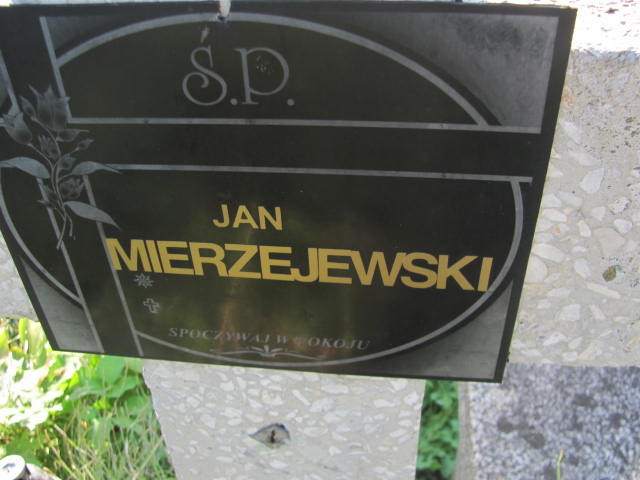 Ś.P.
JAN
MIERZEJEWSKI
SPOCZYWAJ W POKOJU